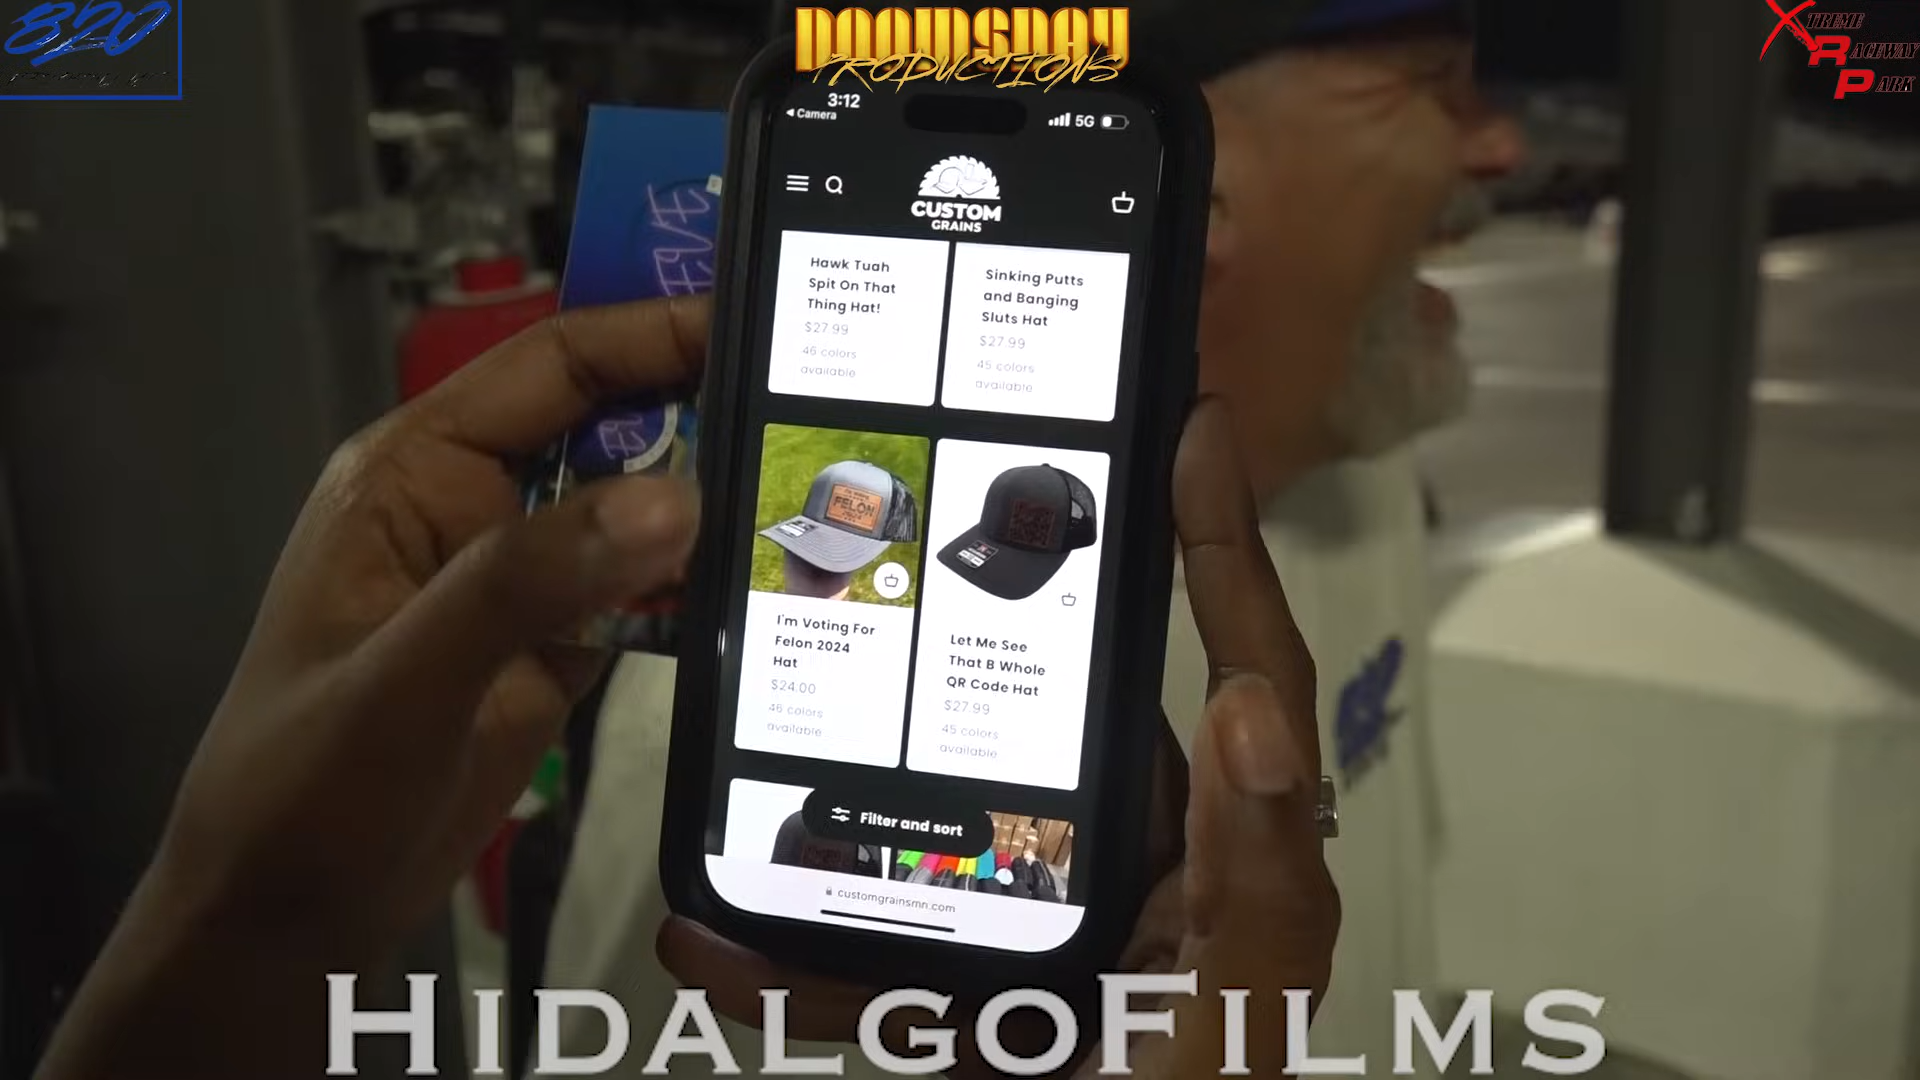 820
DOOMSDAY
PRODUCTIONS
XTREME
RACEWAY
PARK
3:12
Camera
5G
CUSTOM
GRAINS
Hawk Tuah
Spit On That
Thing Hat!
$27.99
46 colors
available
Sinking Putts
and Banging
Sluts Hat
$27.99
45 colors
available
FELON
I'm Voting For
Felon 2024
Hat
$24.00
46 colors
available
Let Me See
That B Whole
QR Code Hat
$27.99
45 colors
available
Filter and sort
customgrainsmn.com
HIDALGOFILMS